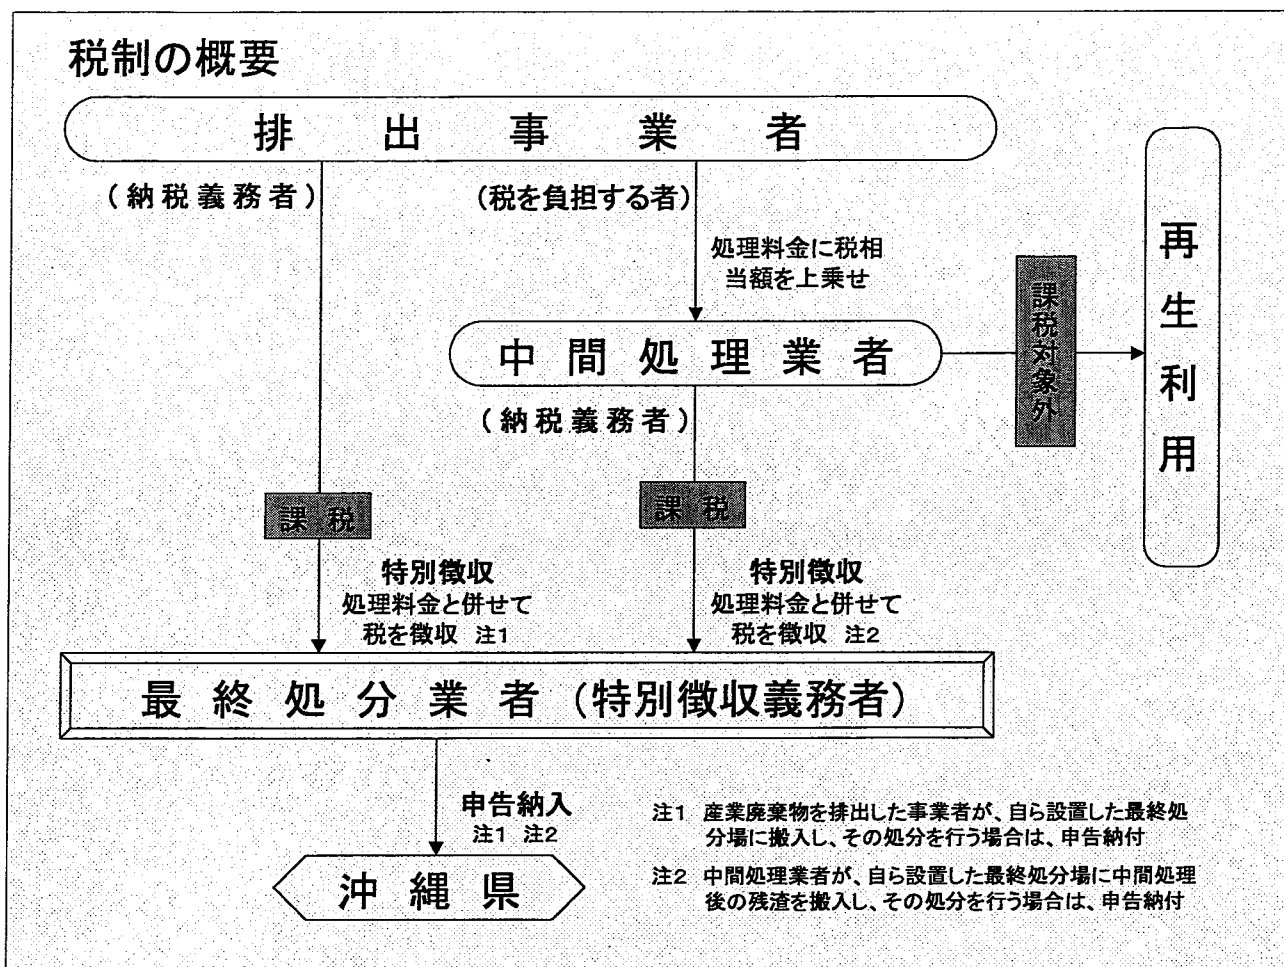 税制の概要
排出事業者
(納税義務者)
(税を負担する者)
処理料金に税相
当額を上乗せ
中間処理業者
(納税義務者)
課税対象外
再生利用
課税
課税
特別徴収
処理料金と併せて
税を徴収 注1
特別徴収
処理料金と併せて
税を徴収 注2
最終処分業者(特別徴収義務者)
申告納入
注1 注2
沖縄県
注1 産業廃棄物を排出した事業者が、自ら設置した最終処
分場に搬入し、その処分を行う場合は、申告納付
注2 中間処理業者が、自ら設置した最終処分場に中間処理
後の残渣を搬入し、その処分を行う場合は、申告納付